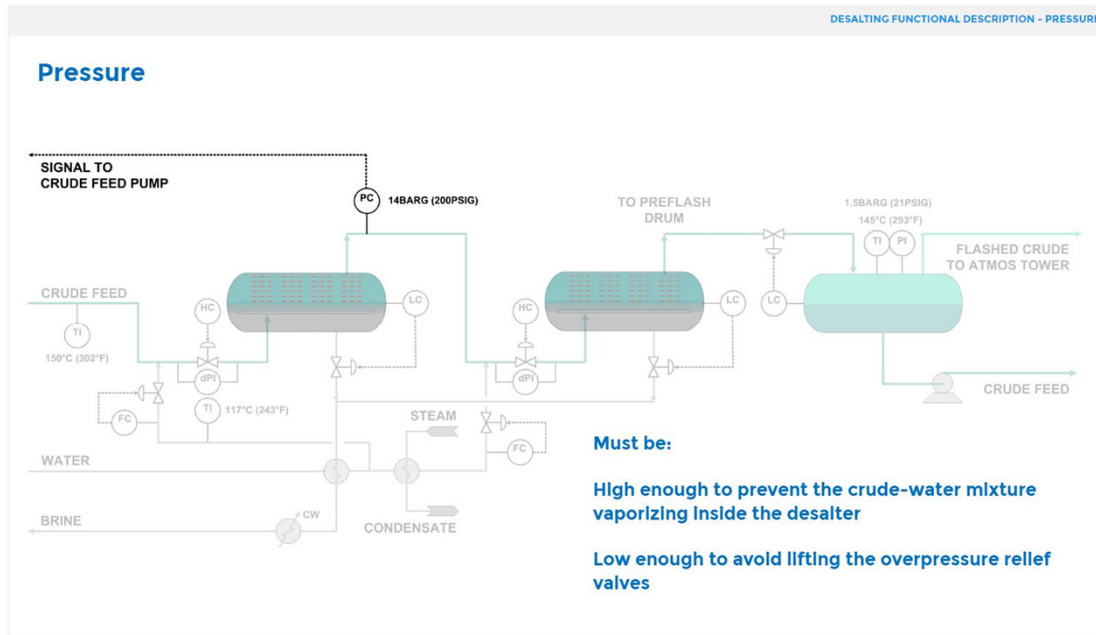 DESALTING FUNCTIONAL DESCRIPTION - PRESSURE
Pressure
SIGNAL TO
CRUDE FEED PUMP
PC
14BARG (200PSIG)
TO PREFLASH
DRUM
1.5BARG (21PSIG)
145°C (293°F)
TI
PI
FLASHED CRUDE
TO ATMOS TOWER
CRUDE FEED
TI
150°C (302°F)
HC
LC
HC
LC
LC
dPI
dPI
FC
TI
117°C (243°F)
STEAM
FC
CRUDE FEED
WATER
BRINE
CW
CONDENSATE
Must be:
High enough to prevent the crude-water mixture
vaporizing inside the desalter
Low enough to avoid lifting the overpressure relief
valves